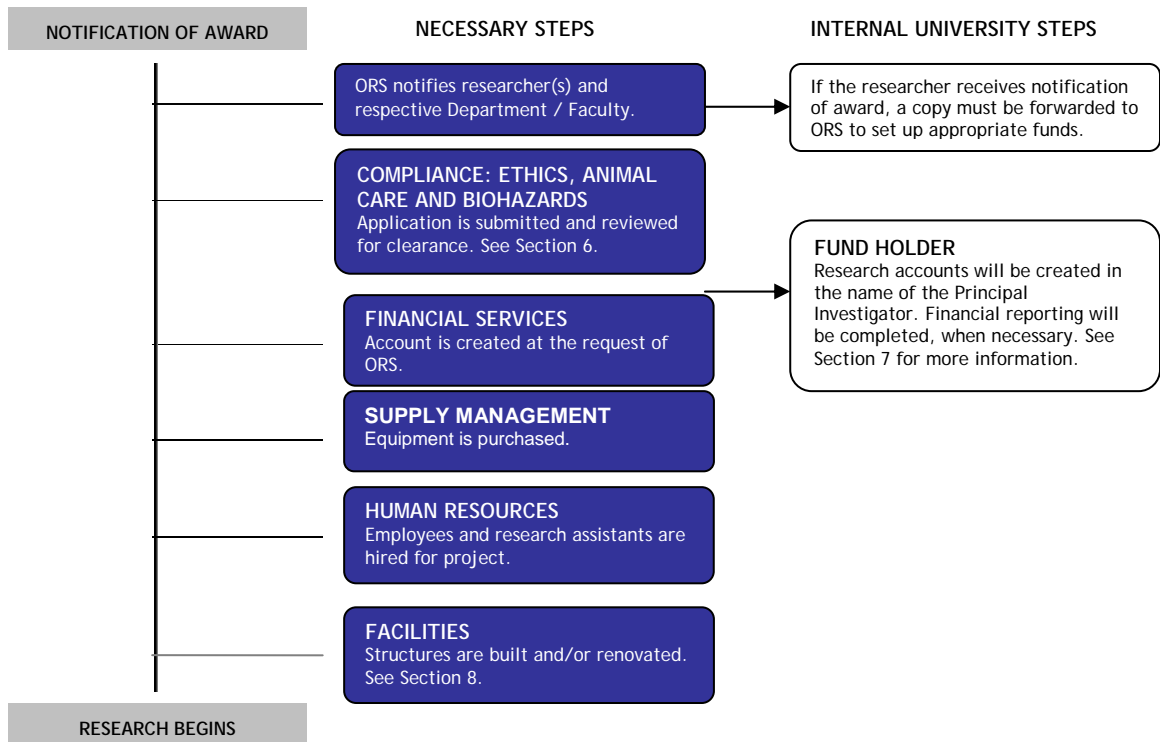 NOTIFICATION OF AWARD
NECESSARY STEPS
INTERNAL UNIVERSITY STEPS
ORS notifies researcher(s) and
respective Department / Faculty.
If the researcher receives notification
of award, a copy must be forwarded to
ORS to set up appropriate funds.
COMPLIANCE: ETHICS, ANIMAL
CARE AND BIOHAZARDS
Application is submitted and reviewed
for clearance. See Section 6.
FUND HOLDER
Research accounts will be created in
the name of the Principal
Investigator. Financial reporting will
be completed, when necessary. See
Section 7 for more information.
FINANCIAL SERVICES
Account is created at the request of
ORS.
SUPPLY MANAGEMENT
Equipment is purchased.
HUMAN RESOURCES
Employees and research assistants are
hired for project.
FACILITIES
Structures are built and/or renovated.
See Section 8.
RESEARCH BEGINS